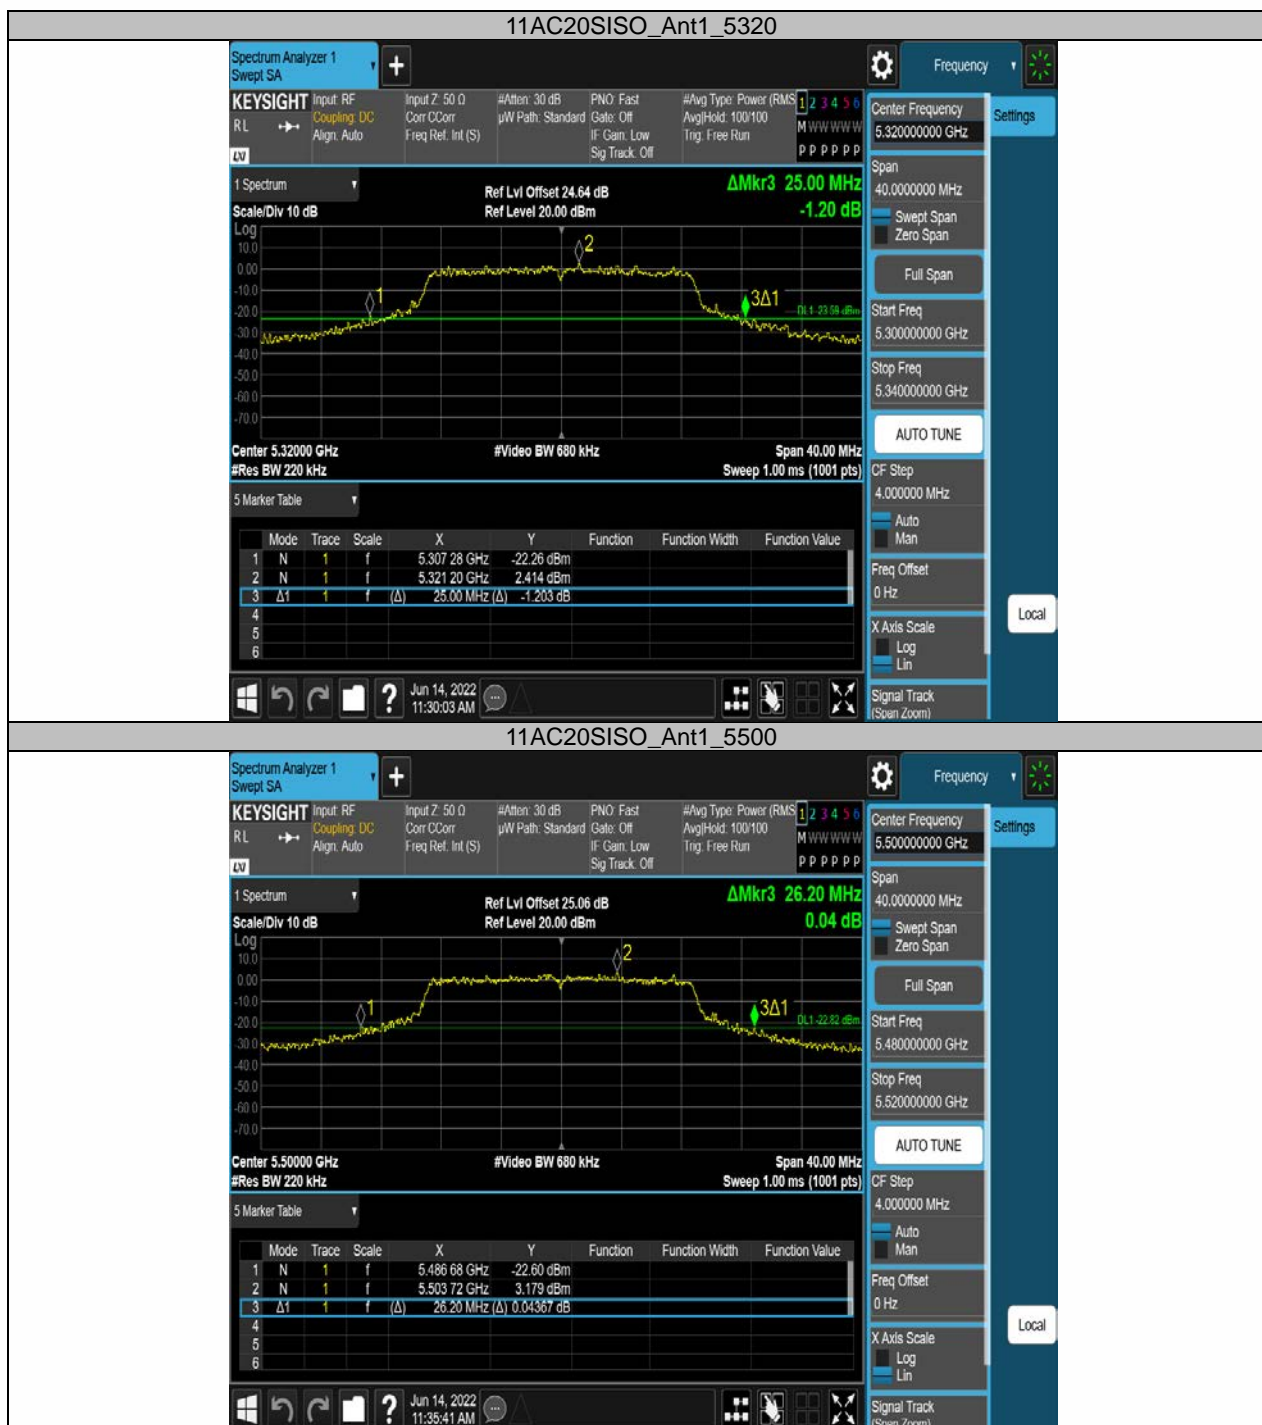 11AC20SISO_Ant1_5320
Spectrum Analyzer 1
Swept SA
+
Frequency
KEYSIGHT
RL
LXI
Input: RF
Coupling: DC
Align: Auto
Input Z: 50 Ω
Corr CCorr
Freq Ref: Int (S)
#Atten: 30 dB
µW Path: Standard
PNO: Fast
Gate: Off
IF Gain: Low
Sig Track: Off
#Avg Type: Power (RMS
Avg|Hold: 100/100
Trig: Free Run
1 2 3 4 5 6
M W W W W W
P P P P P P
Center Frequency
5.320000000 GHz
Settings
Span
40.0000000 MHz
Swept Span
Zero Span
Full Span
Start Freq
5.300000000 GHz
Stop Freq
5.340000000 GHz
AUTO TUNE
CF Step
4.000000 MHz
Auto
Man
Freq Offset
0 Hz
X Axis Scale
Log
Lin
Signal Track
(Span Zoom)
Local
1 Spectrum
Scale/Div 10 dB
Ref Lvl Offset 24.64 dB
Ref Level 20.00 dBm
ΔMkr3 25.00 MHz
-1.20 dB
Log
10.0
0.00
-10.0
-20.0
-30.0
-40.0
-50.0
-60.0
-70.0
1
2
3Δ1
DL1 -23.59 dBm
Center 5.32000 GHz
#Video BW 680 kHz
Span 40.00 MHz
#Res BW 220 kHz
Sweep 1.00 ms (1001 pts)
5 Marker Table
Mode Trace Scale X Y Function Function Width Function Value
1 N 1 f 5.307 28 GHz -22.26 dBm
2 N 1 f 5.321 20 GHz 2.414 dBm
3 Δ1 1 f (Δ) 25.00 MHz (Δ) -1.203 dB
4
5
6
?
Jun 14, 2022
11:30:03 AM
11AC20SISO_Ant1_5500
Spectrum Analyzer 1
Swept SA
+
Frequency
KEYSIGHT
RL
LXI
Input: RF
Coupling: DC
Align: Auto
Input Z: 50 Ω
Corr CCorr
Freq Ref: Int (S)
#Atten: 30 dB
µW Path: Standard
PNO: Fast
Gate: Off
IF Gain: Low
Sig Track: Off
#Avg Type: Power (RMS
Avg|Hold: 100/100
Trig: Free Run
1 2 3 4 5 6
M W W W W W
P P P P P P
Center Frequency
5.500000000 GHz
Settings
Span
40.0000000 MHz
Swept Span
Zero Span
Full Span
Start Freq
5.480000000 GHz
Stop Freq
5.520000000 GHz
AUTO TUNE
CF Step
4.000000 MHz
Auto
Man
Freq Offset
0 Hz
X Axis Scale
Log
Lin
Signal Track
(Span Zoom)
Local
1 Spectrum
Scale/Div 10 dB
Ref Lvl Offset 25.06 dB
Ref Level 20.00 dBm
ΔMkr3 26.20 MHz
0.04 dB
Log
10.0
0.00
-10.0
-20.0
-30.0
-40.0
-50.0
-60.0
-70.0
1
2
3Δ1
DL1 -22.82 dBm
Center 5.50000 GHz
#Video BW 680 kHz
Span 40.00 MHz
#Res BW 220 kHz
Sweep 1.00 ms (1001 pts)
5 Marker Table
Mode Trace Scale X Y Function Function Width Function Value
1 N 1 f 5.486 68 GHz -22.60 dBm
2 N 1 f 5.503 72 GHz 3.179 dBm
3 Δ1 1 f (Δ) 26.20 MHz (Δ) 0.04367 dB
4
5
6
?
Jun 14, 2022
11:35:41 AM